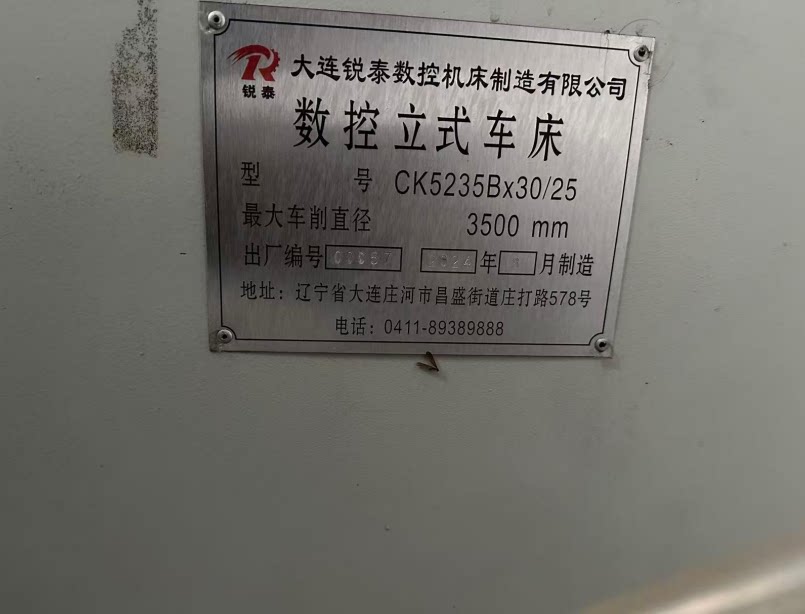 大连锐泰数控机床制造有限公司
锐泰
数控立式车床
型号 CK5235Bx30/25
最大车削直径 3500 mm
出厂编号 年 月制造
地址：辽宁省大连庄河市昌盛街道庄打路578号
电话：0411-89389888